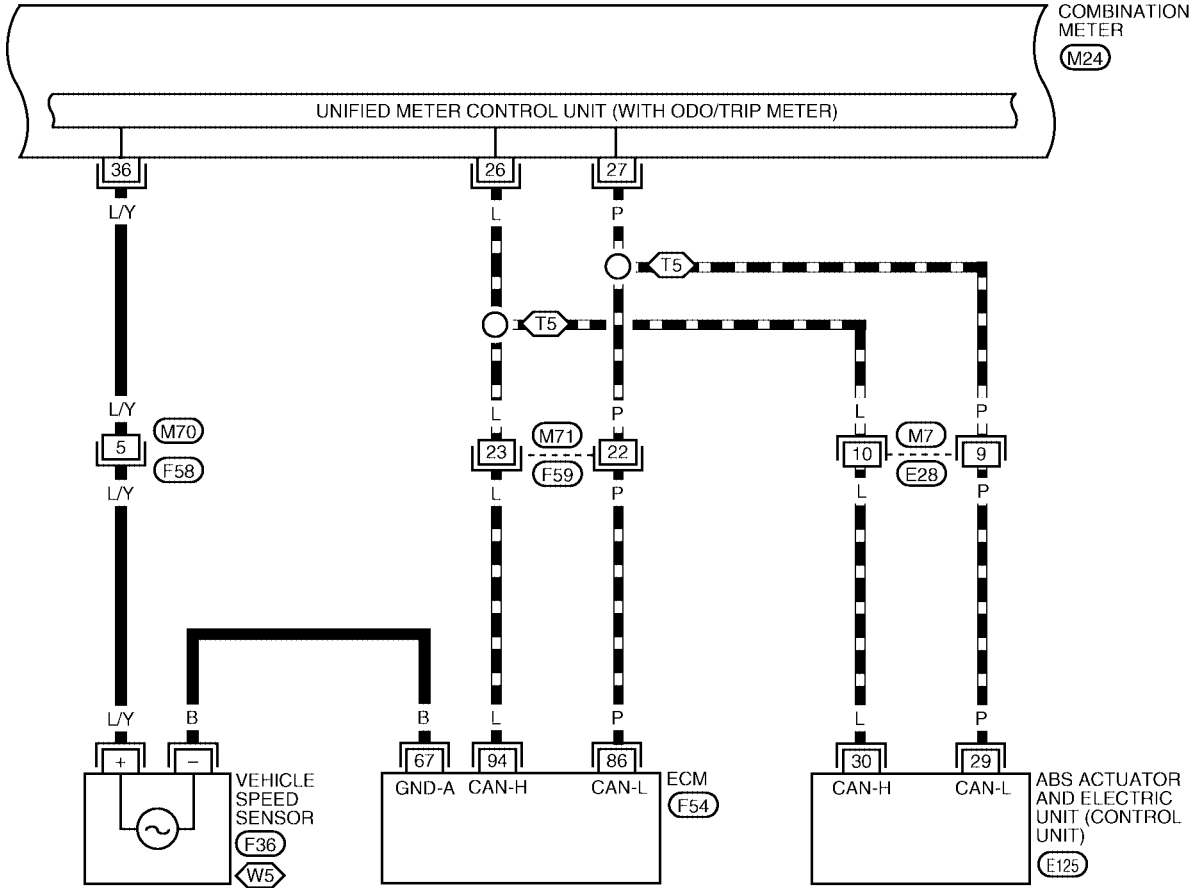 COMBINATION
METER
M24
UNIFIED METER CONTROL UNIT (WITH ODO/TRIP METER)
36
26
27
L/Y
L
P
T5
T5
L/Y
L
P
L
P
5
M70
F58
23
M71
F59
22
10
M7
E28
9
L/Y
L
P
L
P
L/Y
B
B
L
P
L
P
+
–
67
94
86
30
29
GND-A
CAN-H
CAN-L
CAN-H
CAN-L
VEHICLE
SPEED
SENSOR
F36
W5
ECM
F54
ABS ACTUATOR
AND ELECTRIC
UNIT (CONTROL
UNIT)
E125